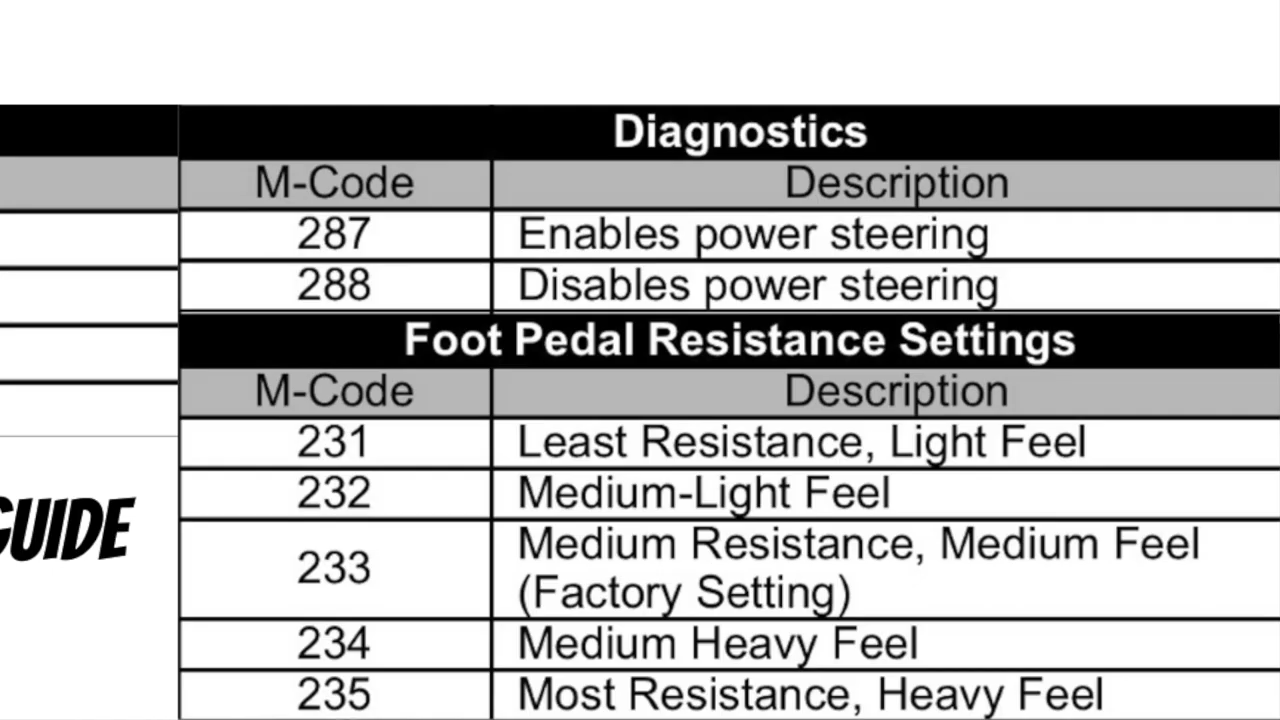 Diagnostics
M-Code Description
287 Enables power steering
288 Disables power steering
Foot Pedal Resistance Settings
M-Code Description
231 Least Resistance, Light Feel
232 Medium-Light Feel
233 Medium Resistance, Medium Feel
(Factory Setting)
234 Medium Heavy Feel
235 Most Resistance, Heavy Feel
GUIDE